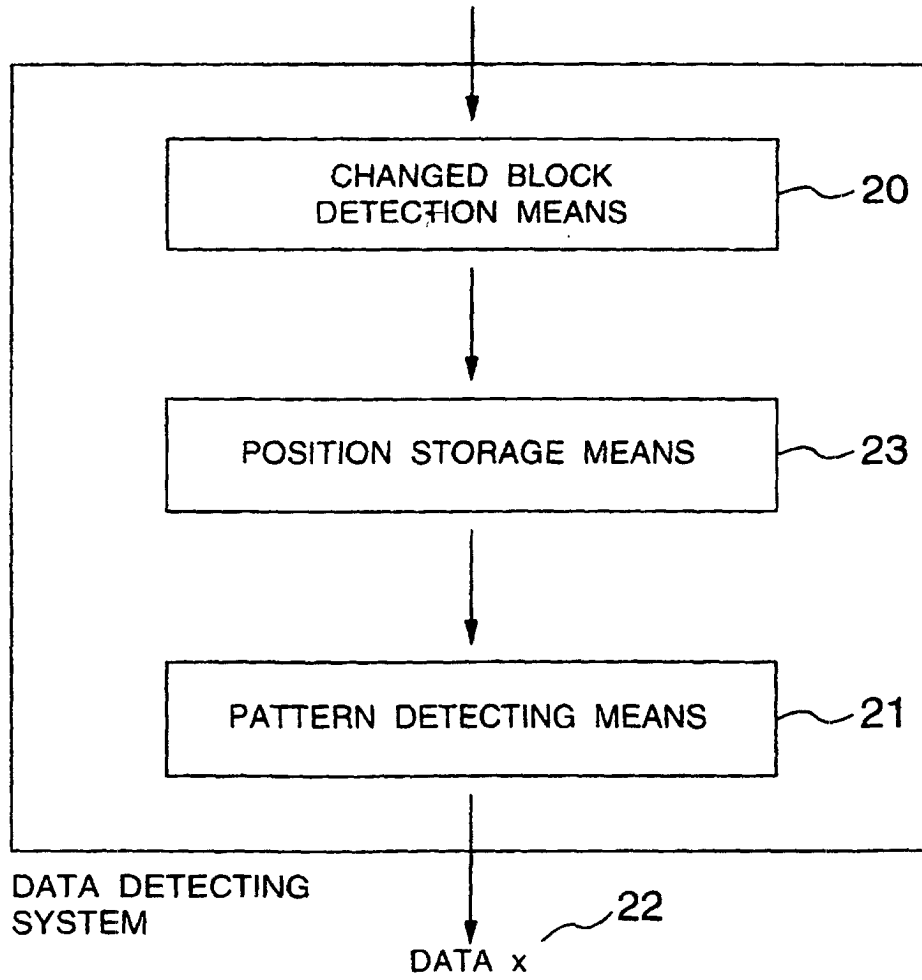 CHANGED BLOCK
DETECTION MEANS
20
POSITION STORAGE MEANS
23
PATTERN DETECTING MEANS
21
DATA DETECTING
SYSTEM
22
DATA x